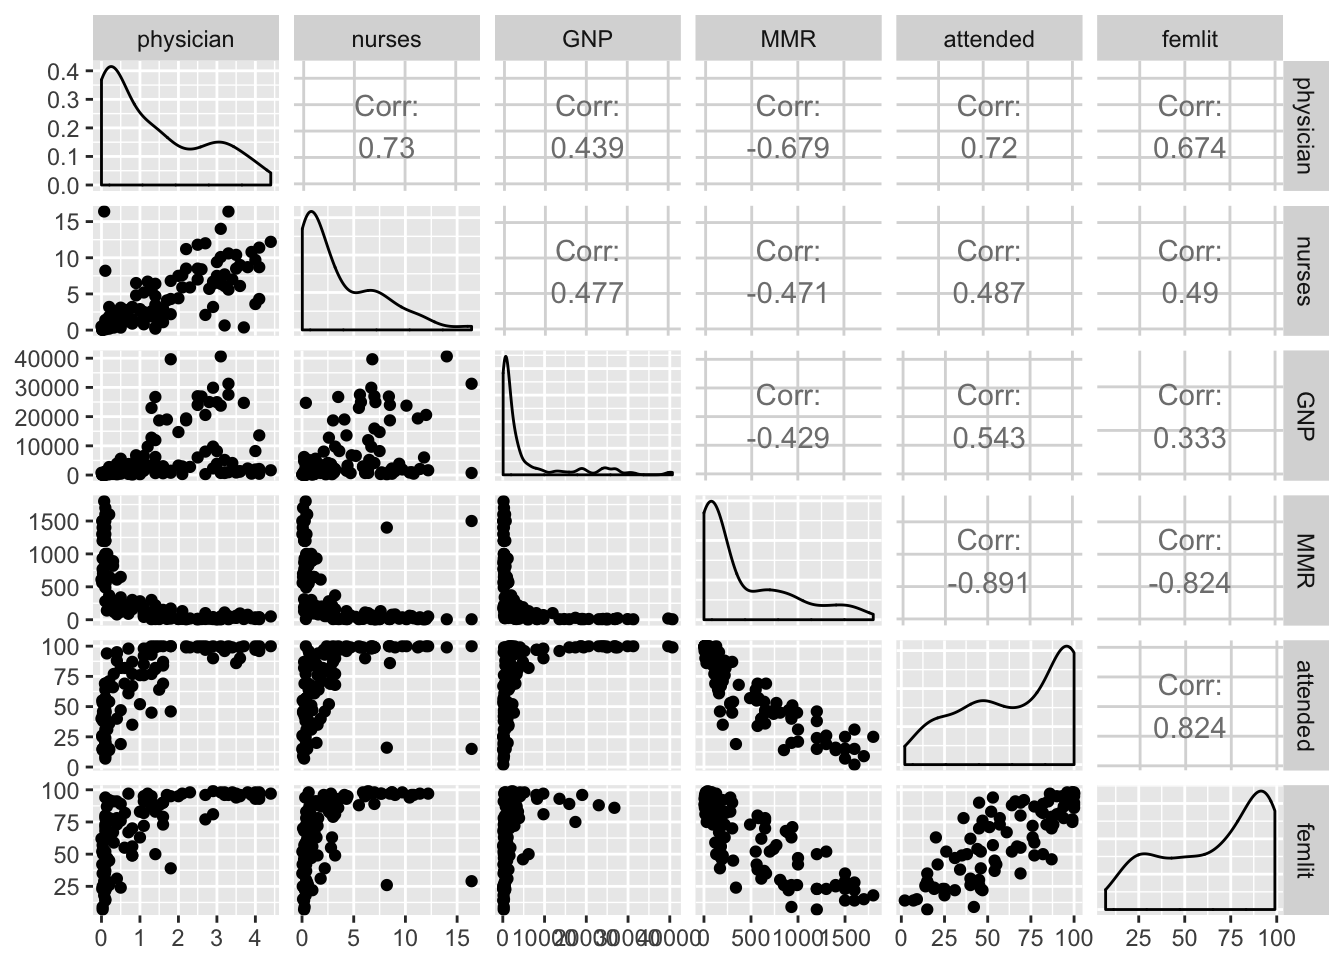 physician nurses GNP MMR attended femlit
0.4
0.3
0.2
0.1
0.0
Corr:
0.73
Corr:
0.439
Corr:
-0.679
Corr:
0.72
Corr:
0.674
physician
15
10
5
0
Corr:
0.477
Corr:
-0.471
Corr:
0.487
Corr:
0.49
nurses
40000
30000
20000
10000
0
Corr:
-0.429
Corr:
0.543
Corr:
0.333
GNP
1500
1000
500
0
Corr:
-0.891
Corr:
-0.824
MMR
100
75
50
25
0
Corr:
0.824
attended
100
75
50
25
femlit
0 1 2 3 4 0 5 10 15 0 10000 20000 30000 40000 0 500 1000 1500 0 25 50 75 100 25 50 75 100